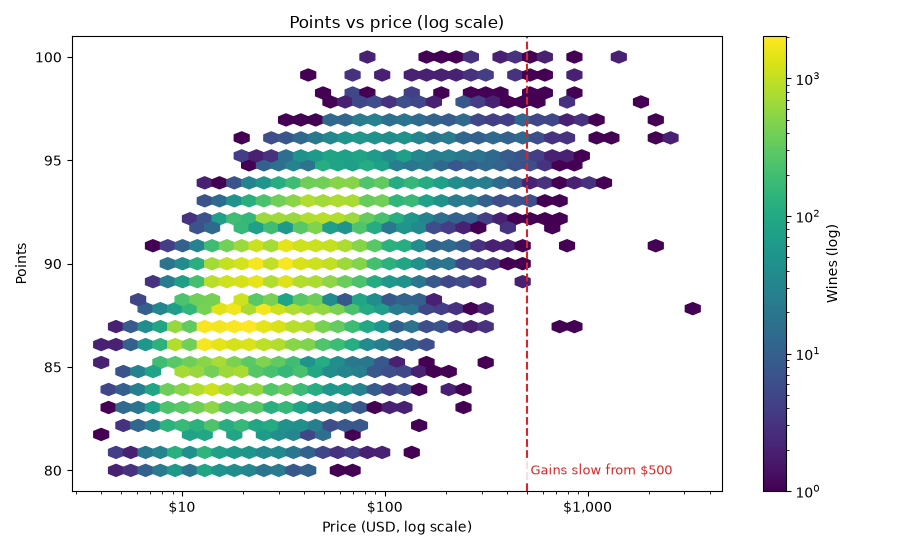 Points vs price (log scale)
100
95
90
85
80
Points
$10
$100
$1,000
Price (USD, log scale)
Gains slow from $500
10³
10²
10¹
10⁰
Wines (log)